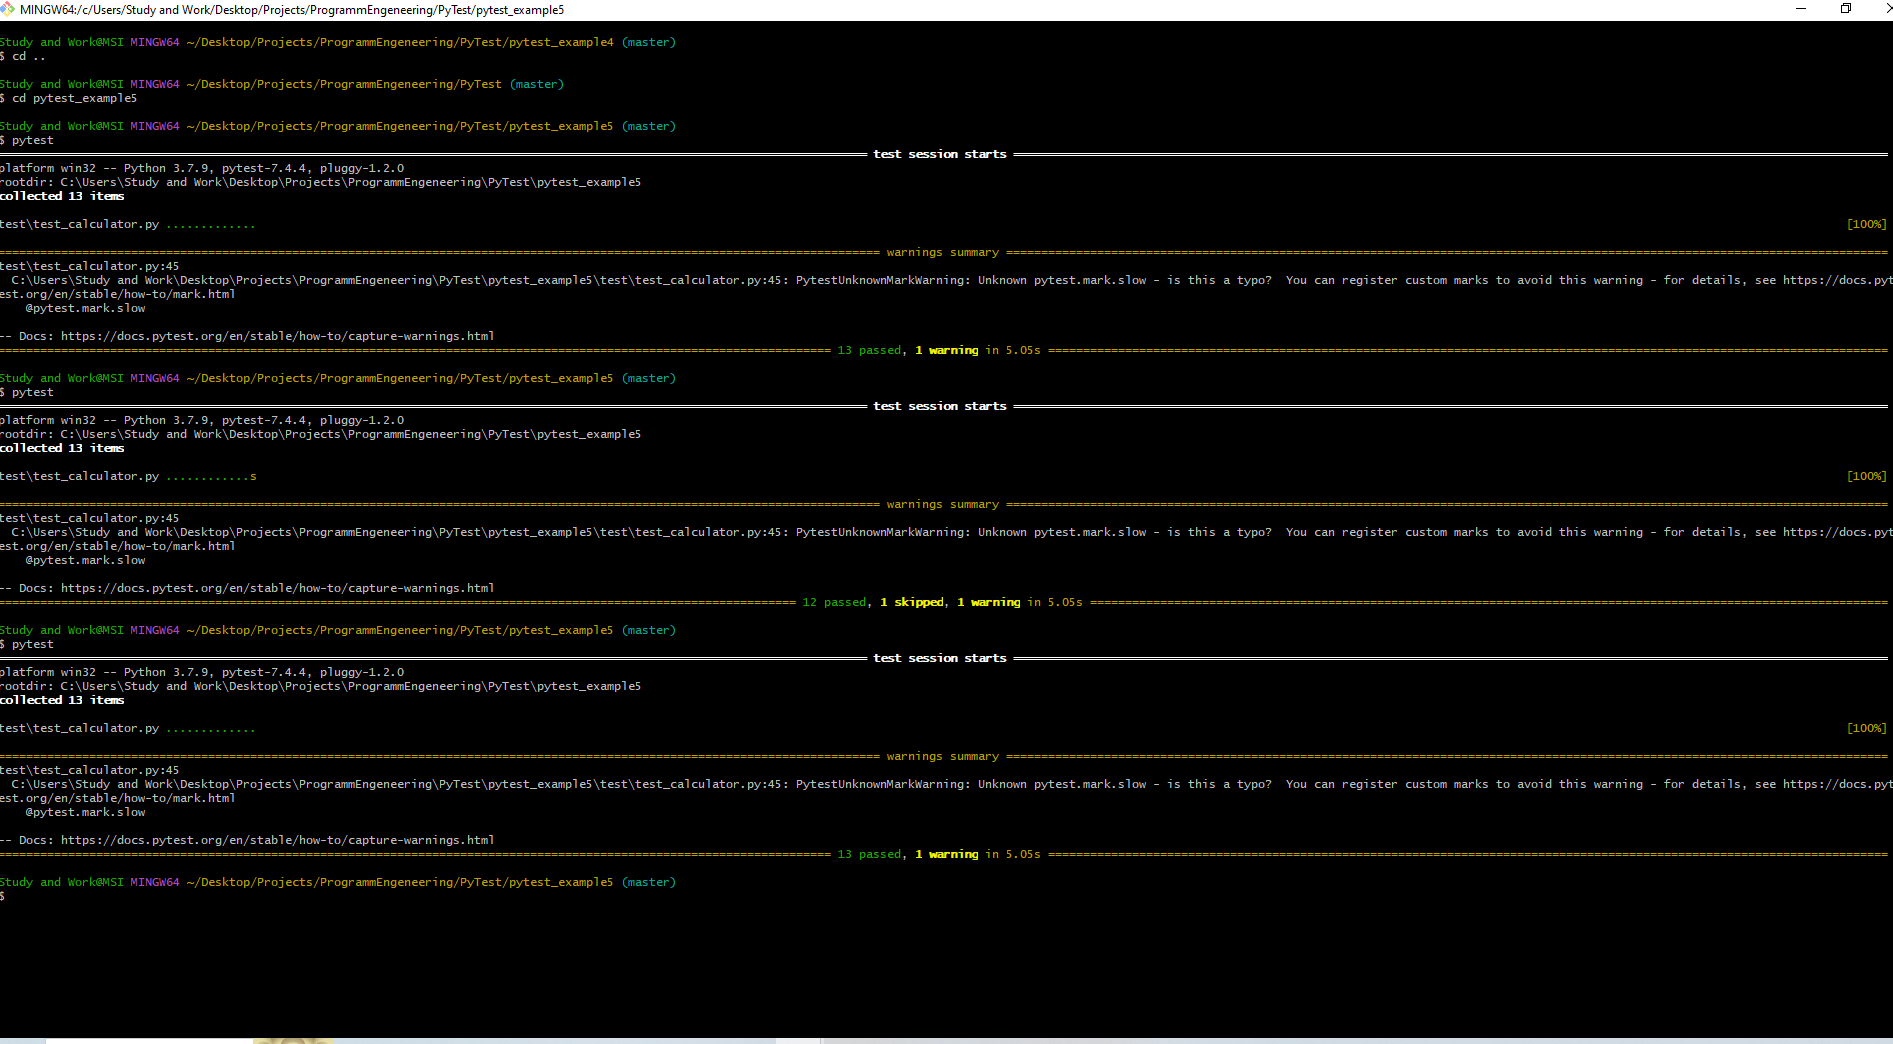 MINGW64:/c/Users/Study and Work/Desktop/Projects/ProgrammEngeneering/PyTest/pytest_example5
Study and Work@MSI MINGW64 ~/Desktop/Projects/ProgrammEngeneering/PyTest/pytest_example4 (master)
$ cd ..
Study and Work@MSI MINGW64 ~/Desktop/Projects/ProgrammEngeneering/PyTest (master)
$ cd pytest_example5
Study and Work@MSI MINGW64 ~/Desktop/Projects/ProgrammEngeneering/PyTest/pytest_example5 (master)
$ pytest
test session starts
platform win32 -- Python 3.7.9, pytest-7.4.4, pluggy-1.2.0
rootdir: C:\Users\Study and Work\Desktop\Projects\ProgrammEngeneering\PyTest\pytest_example5
collected 13 items
test\test_calculator.py ............. [100%]
warnings summary
test\test_calculator.py:45
C:\Users\Study and Work\Desktop\Projects\ProgrammEngeneering\PyTest\pytest_example5\test\test_calculator.py:45: PytestUnknownMarkWarning: Unknown pytest.mark.slow - is this a typo?  You can register custom marks to avoid this warning - for details, see https://docs.pyt
est.org/en/stable/how-to/mark.html
@pytest.mark.slow
-- Docs: https://docs.pytest.org/en/stable/how-to/capture-warnings.html
13 passed, 1 warning in 5.05s
Study and Work@MSI MINGW64 ~/Desktop/Projects/ProgrammEngeneering/PyTest/pytest_example5 (master)
$ pytest
test session starts
platform win32 -- Python 3.7.9, pytest-7.4.4, pluggy-1.2.0
rootdir: C:\Users\Study and Work\Desktop\Projects\ProgrammEngeneering\PyTest\pytest_example5
collected 13 items
test\test_calculator.py ............s [100%]
warnings summary
test\test_calculator.py:45
C:\Users\Study and Work\Desktop\Projects\ProgrammEngeneering\PyTest\pytest_example5\test\test_calculator.py:45: PytestUnknownMarkWarning: Unknown pytest.mark.slow - is this a typo?  You can register custom marks to avoid this warning - for details, see https://docs.pyt
est.org/en/stable/how-to/mark.html
@pytest.mark.slow
-- Docs: https://docs.pytest.org/en/stable/how-to/capture-warnings.html
12 passed, 1 skipped, 1 warning in 5.05s
Study and Work@MSI MINGW64 ~/Desktop/Projects/ProgrammEngeneering/PyTest/pytest_example5 (master)
$ pytest
test session starts
platform win32 -- Python 3.7.9, pytest-7.4.4, pluggy-1.2.0
rootdir: C:\Users\Study and Work\Desktop\Projects\ProgrammEngeneering\PyTest\pytest_example5
collected 13 items
test\test_calculator.py ............. [100%]
warnings summary
test\test_calculator.py:45
C:\Users\Study and Work\Desktop\Projects\ProgrammEngeneering\PyTest\pytest_example5\test\test_calculator.py:45: PytestUnknownMarkWarning: Unknown pytest.mark.slow - is this a typo?  You can register custom marks to avoid this warning - for details, see https://docs.pyt
est.org/en/stable/how-to/mark.html
@pytest.mark.slow
-- Docs: https://docs.pytest.org/en/stable/how-to/capture-warnings.html
13 passed, 1 warning in 5.05s
Study and Work@MSI MINGW64 ~/Desktop/Projects/ProgrammEngeneering/PyTest/pytest_example5 (master)
$